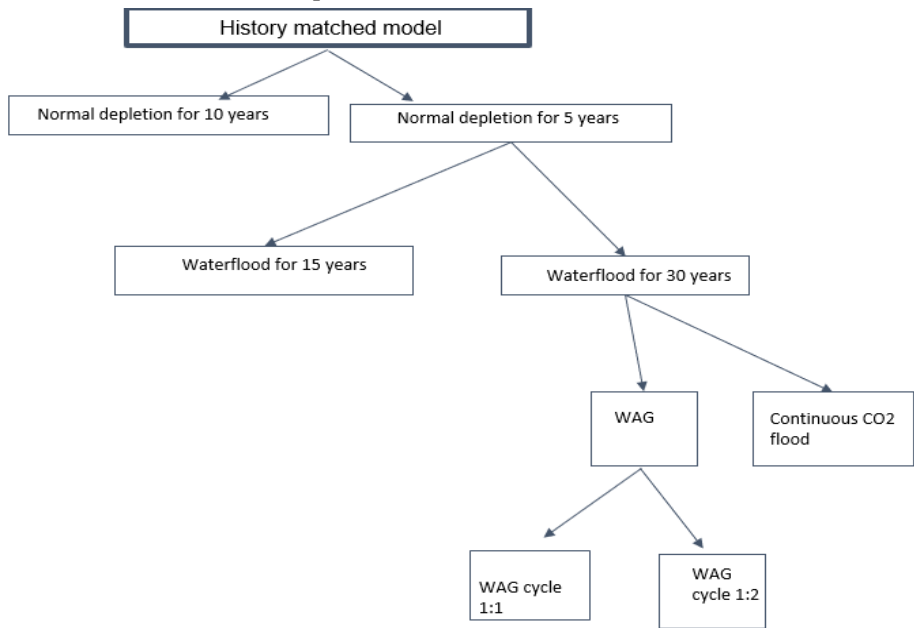 History matched model
Normal depletion for 10 years
Normal depletion for 5 years
Waterflood for 15 years
Waterflood for 30 years
WAG
Continuous CO2
flood
WAG cycle
1:1
WAG
cycle 1:2